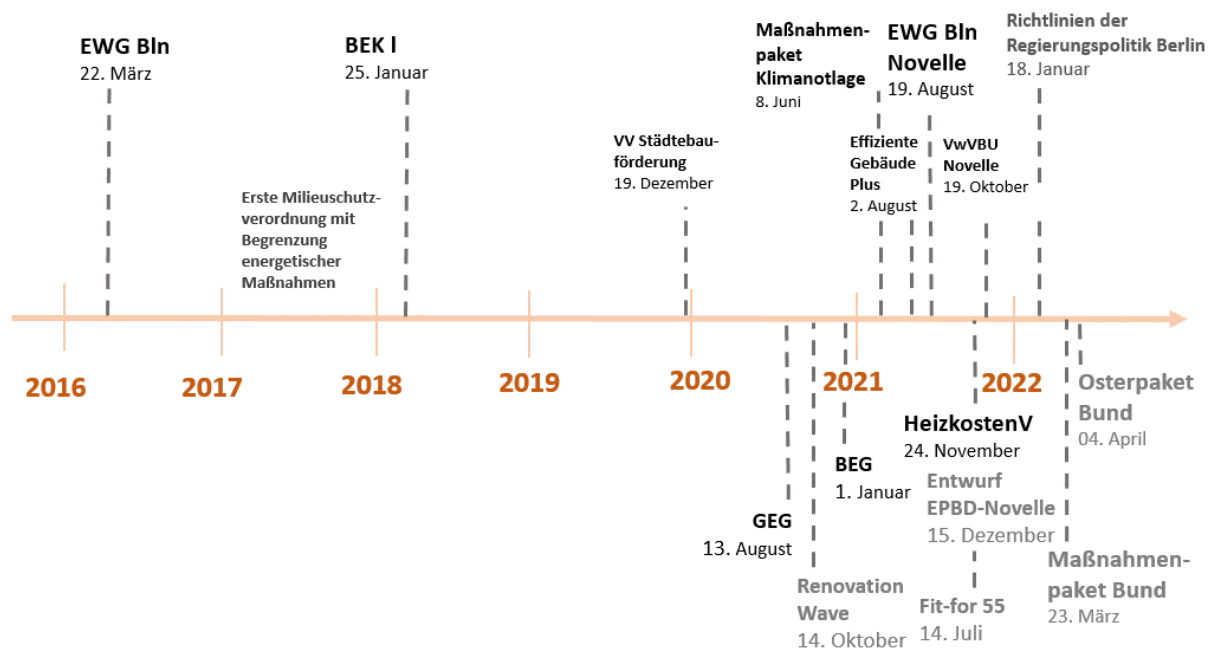 EWG Bln
22. März
BEK I
25. Januar
Erste Milieuschutz-
verordnung mit
Begrenzung
energetischer
Maßnahmen
VV Städtebau-
förderung
19. Dezember
Maßnahmen-
paket
Klimanotlage
8. Juni
Effiziente
Gebäude
Plus
2. August
EWG Bln
Novelle
19. August
VwVBU
Novelle
19. Oktober
Richtlinien der
Regierungspolitik Berlin
18. Januar
2016
2017
2018
2019
2020
2021
2022
GEG
13. August
Renovation
Wave
14. Oktober
BEG
1. Januar
HeizkostenV
24. November
Entwurf
EPBD-Novelle
15. Dezember
Fit-for 55
14. Juli
Osterpaket
Bund
04. April
Maßnahmen-
paket Bund
23. März